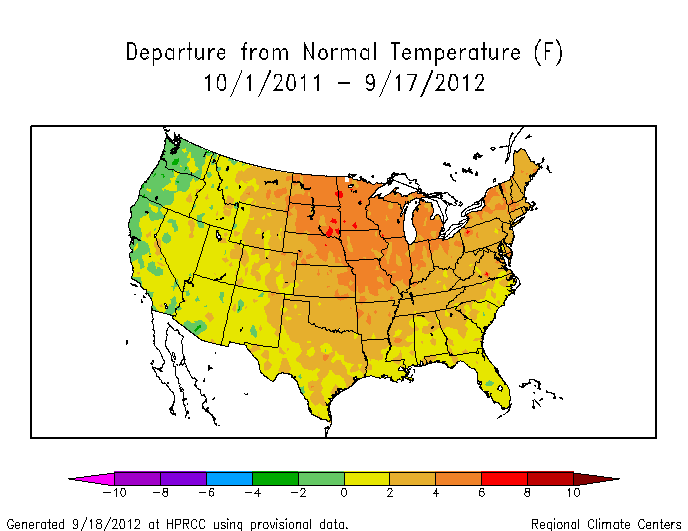 Departure from Normal Temperature (F)
10/1/2011 – 9/17/2012
-10 -8 -6 -4 -2 0 2 4 6 8 10
Generated 9/18/2012 at HPRCC using provisional data.
Regional Climate Centers